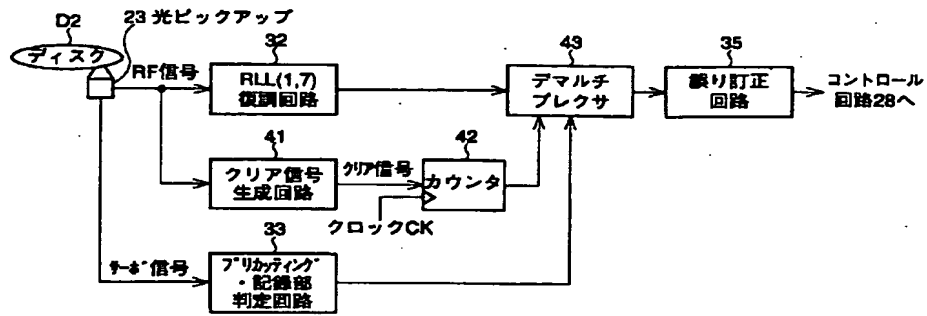 D2
ディスク
23 光ピックアップ
RF信号
32
RLL(1,7)
復調回路
43
デマルチ
プレクサ
35
誤り訂正
回路
コントロール
回路28へ
41
クリア信号
生成回路
クリア信号
42
カウンタ
クロックCK
33
サーボ信号
プリカッティング
・記録部
判定回路